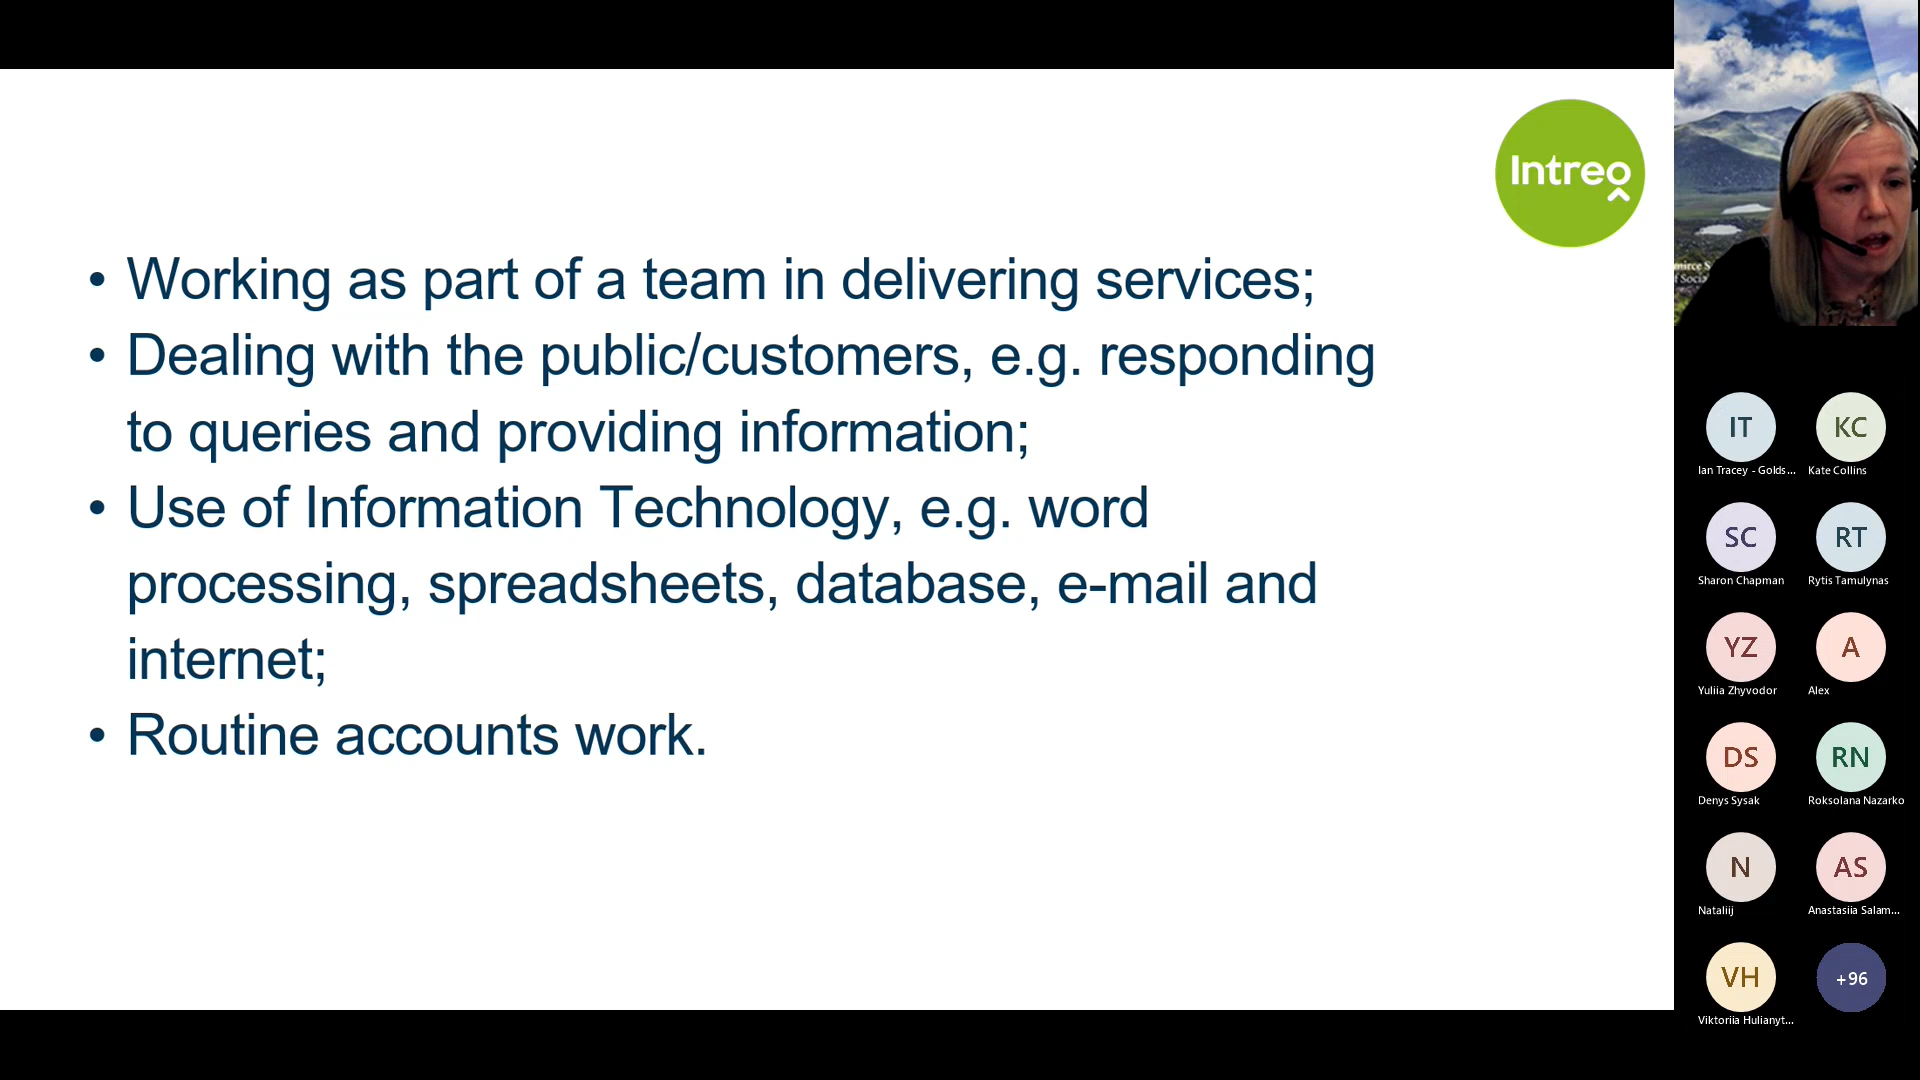 Intreo
• Working as part of a team in delivering services;
• Dealing with the public/customers, e.g. responding
to queries and providing information;
• Use of Information Technology, e.g. word
processing, spreadsheets, database, e-mail and
internet;
• Routine accounts work.
IT KC
Ian Tracey - Golds... Kate Collins
SC RT
Sharon Chapman Rytis Tamulynas
YZ A
Yuliia Zhyvodor Alex
DS RN
Denys Sysak Roksolana Nazarko
N AS
Nataliij Anastasiia Salam...
VH +96
Viktoriia Hulianyt...